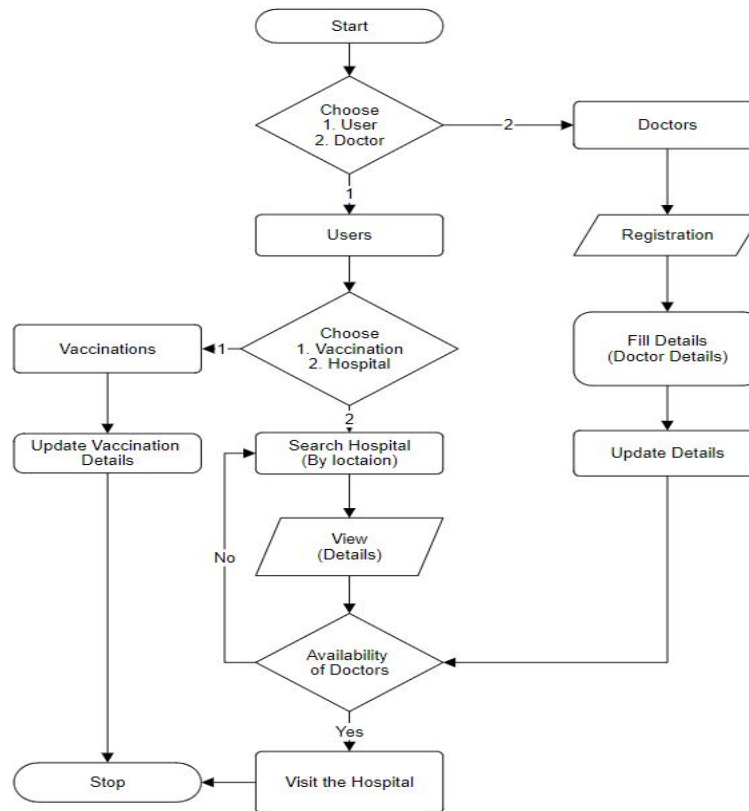 Start
Choose
1. User
2. Doctor
2
Doctors
1
Users
Registration
Choose
1. Vaccination
2. Hospital
1
Vaccinations
Fill Details
(Doctor Details)
2
Update Vaccination
Details
Search Hospital
(By loctaion)
Update Details
View
(Details)
No
Availability
of Doctors
Yes
Stop
Visit the Hospital